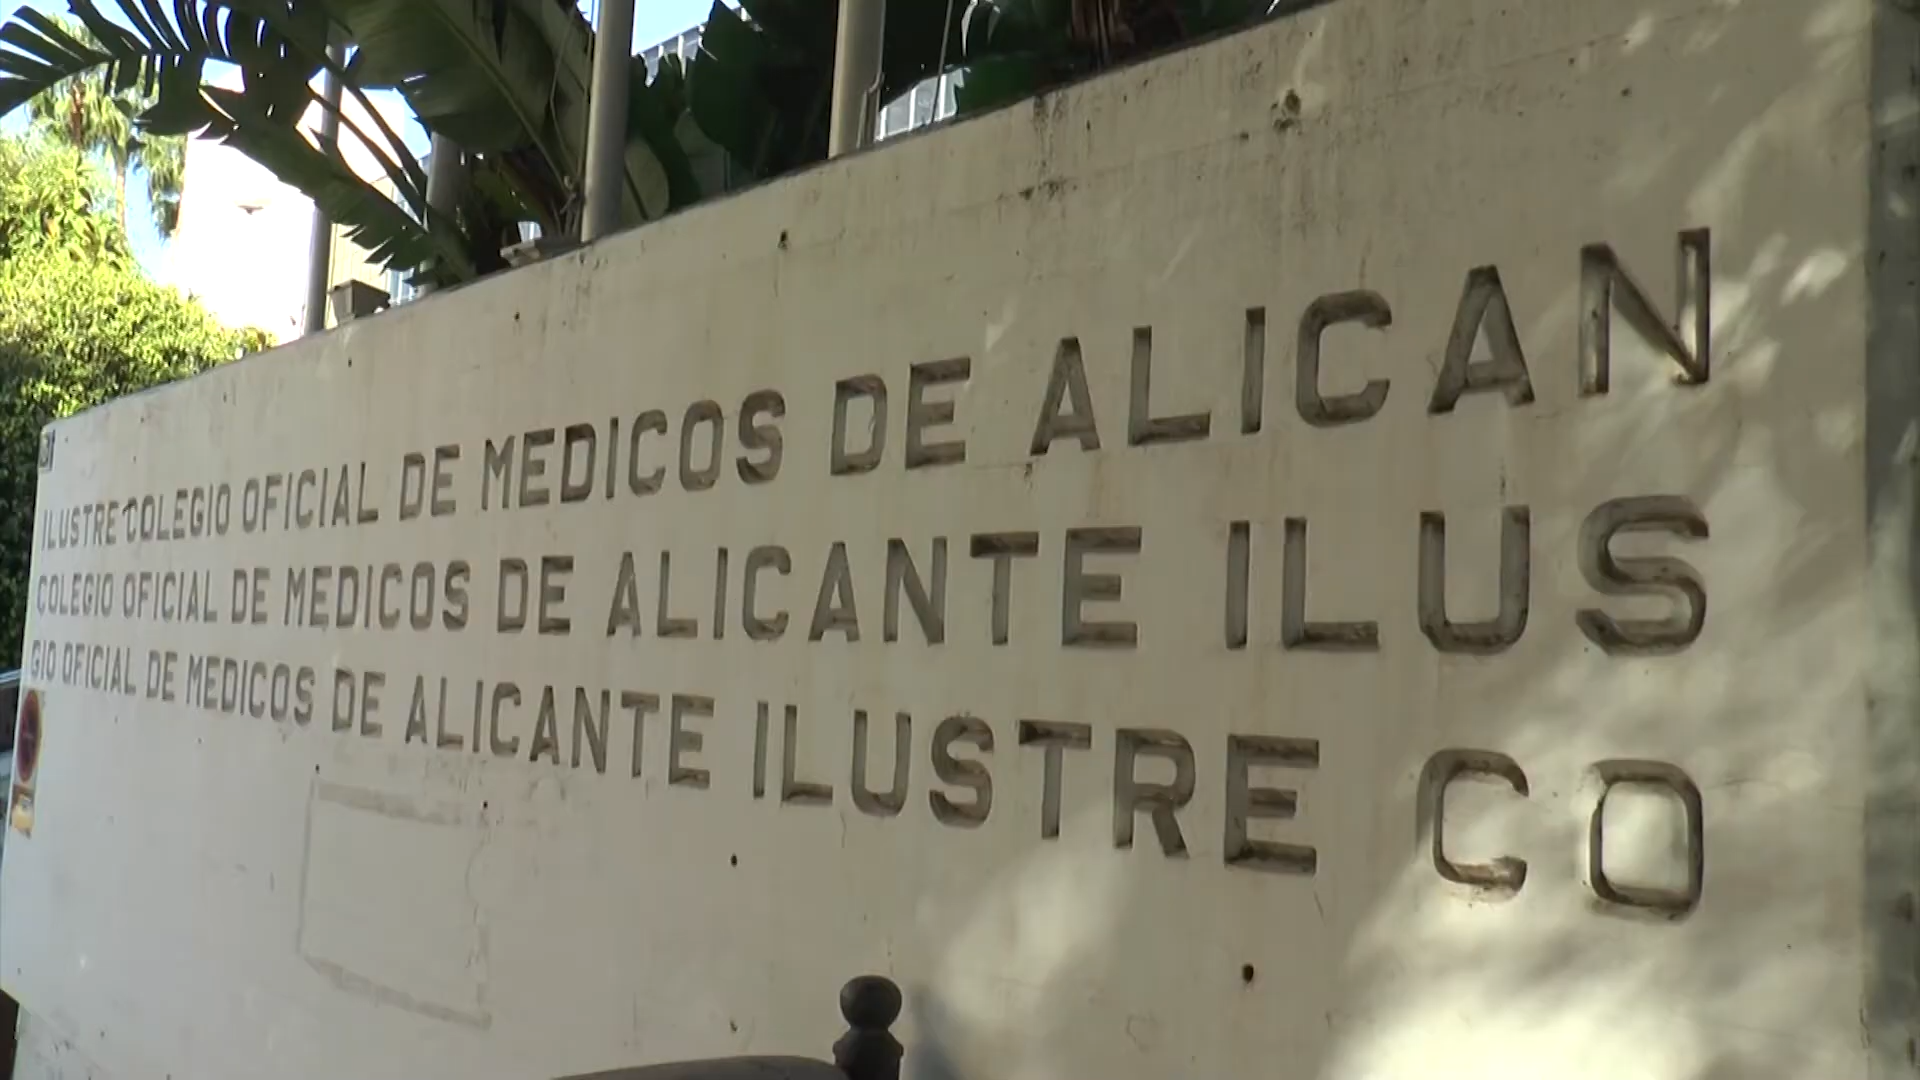 ILUSTRE COLEGIO OFICIAL DE MEDICOS DE ALICAN
COLEGIO OFICIAL DE MEDICOS DE ALICANTE ILUS
GIO OFICIAL DE MEDICOS DE ALICANTE ILUSTRE CO